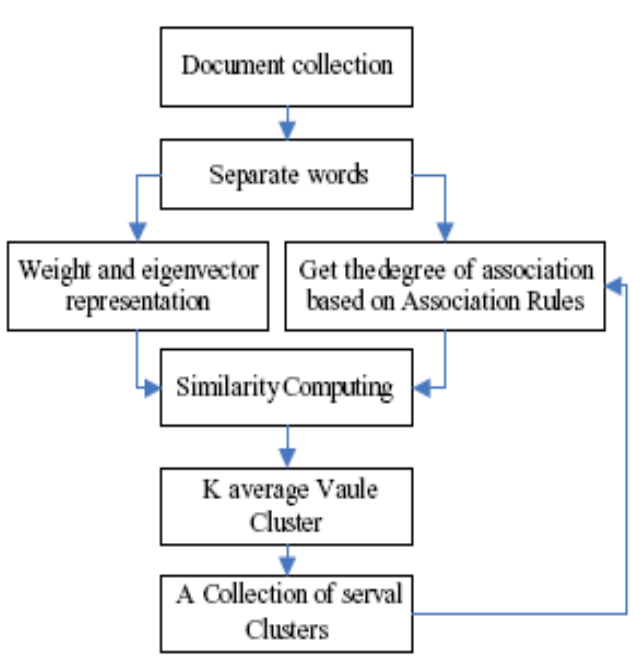 Document collection
Separate words
Weight and eigenvector
representation
Get the degree of association
based on Association Rules
Similarity Computing
K average Vaule
Cluster
A Collection of serval
Clusters